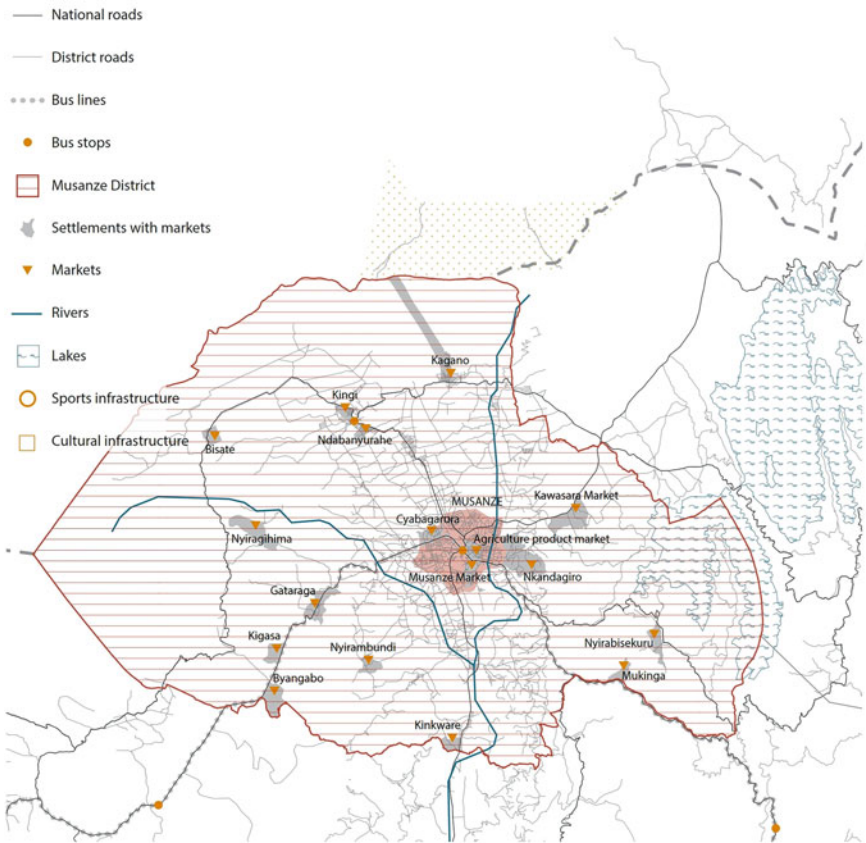 National roads
District roads
Bus lines
Bus stops
Musanze District
Settlements with markets
Markets
Rivers
Lakes
Sports infrastructure
Cultural infrastructure
Kagano
Kingi
Ndabanyurahe
Bisate
MUSANZE
Kawasara Market
Cyabagarora
Nyiragihima
Agriculture product market
Musanze Market
Nkandagiro
Gataraga
Kigasa
Nyirambundi
Nyirabisekuru
Mukinga
Byangabo
Kinkware